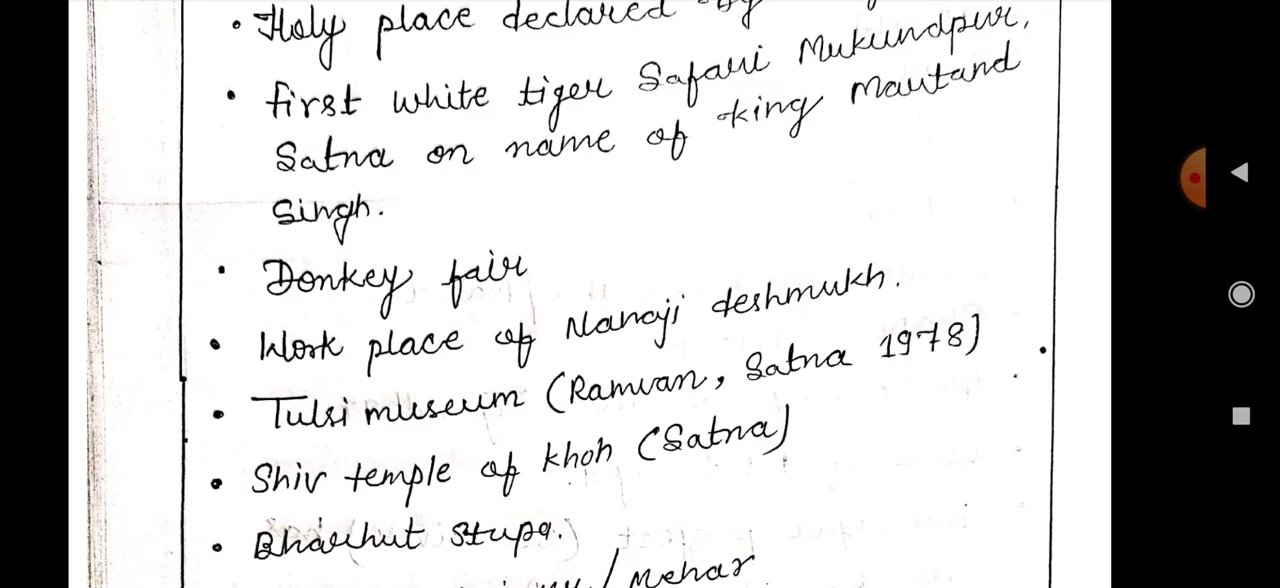 • Holy place declared by
• first white tiger Safari Mukundpur,
Satna on name of king Martand
Singh.
• Donkey fair
• Work place of Nanaji deshmukh.
• Tulsi museum (Ramvan, Satna 1978)
• Shiv temple of khoh (Satna)
• Bharhut Stupa.
/ Mehar